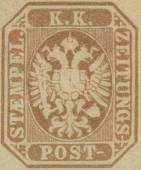 K. K.
ZEITUNGS-
POST-
STEMPEL.